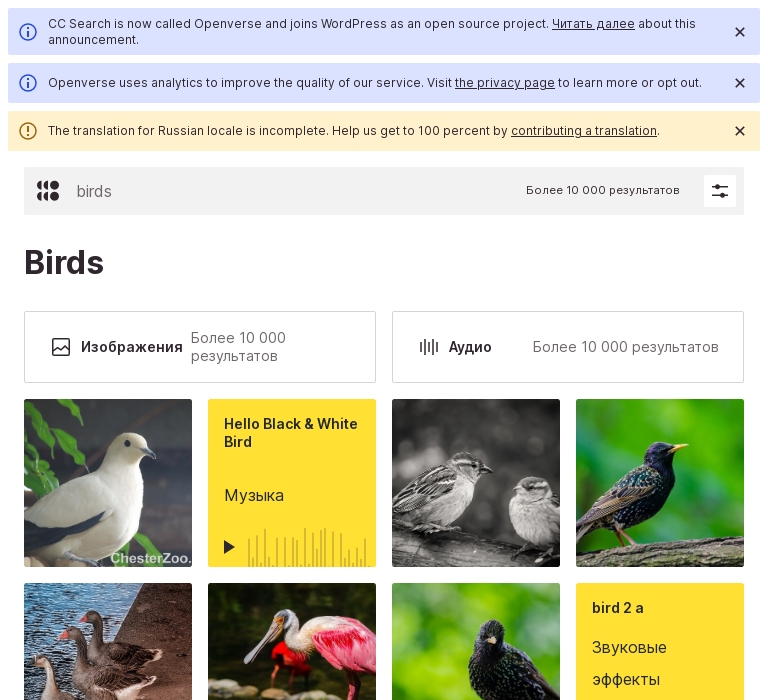 CC Search is now called Openverse and joins WordPress as an open source project. Читать далее about this
announcement.
Openverse uses analytics to improve the quality of our service. Visit the privacy page to learn more or opt out.
The translation for Russian locale is incomplete. Help us get to 100 percent by contributing a translation.
birds
Более 10 000 результатов
Birds
Изображения
Более 10 000
результатов
Аудио
Более 10 000 результатов
Hello Black & White
Bird
Музыка
ChesterZoo.
bird 2 a
Звуковые
эффекты